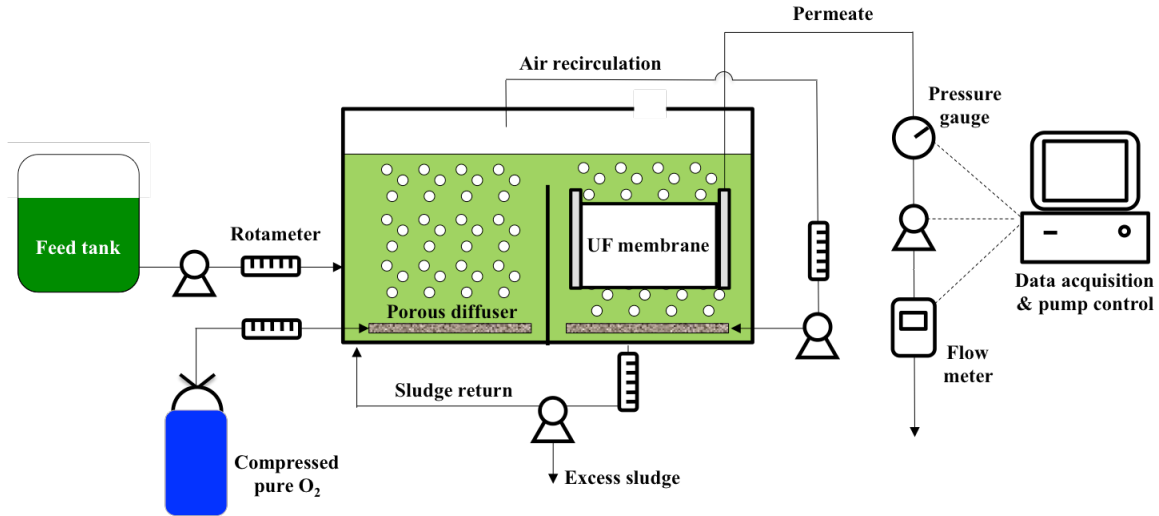 Permeate
Air recirculation
Pressure
gauge
Feed tank
Rotameter
UF membrane
Data acquisition
& pump control
Porous diffuser
Flow
meter
Sludge return
Compressed
pure O₂
Excess sludge